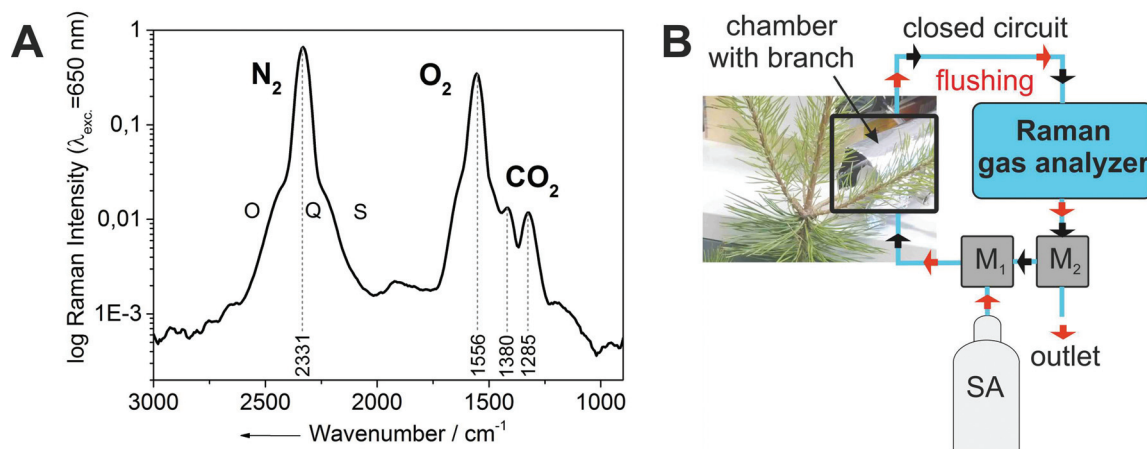 A
log Raman Intensity (λexc. =650 nm)
1
0,1
0,01
1E-3
N2
O2
CO2
O
Q
S
2331
1556
1380
1285
3000
2500
2000
1500
1000
Wavenumber / cm-1
B
chamber
with branch
closed circuit
flushing
Raman
gas analyzer
M1
M2
outlet
SA